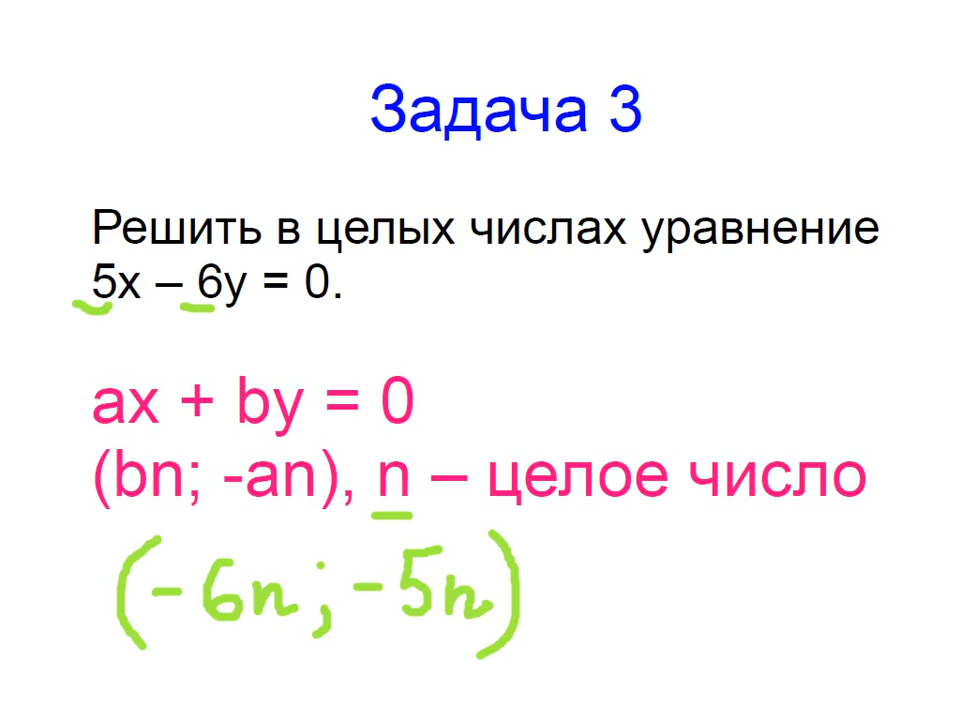 Задача 3
Решить в целых числах уравнение
5x – 6y = 0.
ax + by = 0
(bn; -an), n – целое число
(-6n; -5n)